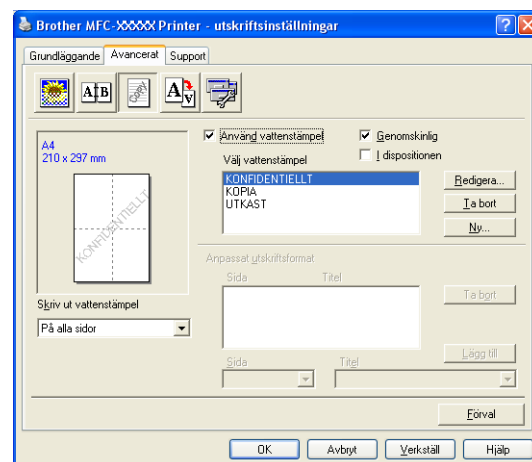 Brother MFC-XXXXX Printer - utskriftsinställningar
Grundläggande Avancerat Support
A4
210 x 297 mm
KONFIDENTIELLT
Skriv ut vattenstämpel
På alla sidor
Använd vattenstämpel
Genomskinlig
I dispositionen
Välj vattenstämpel
KONFIDENTIELLT
KOPIA
UTKAST
Redigera...
Ta bort
Ny...
Anpassat utskriftsformat
Sida Titel
Ta bort
Lägg till
Sida Titel
Förval
OK Avbryt Verkställ Hjälp